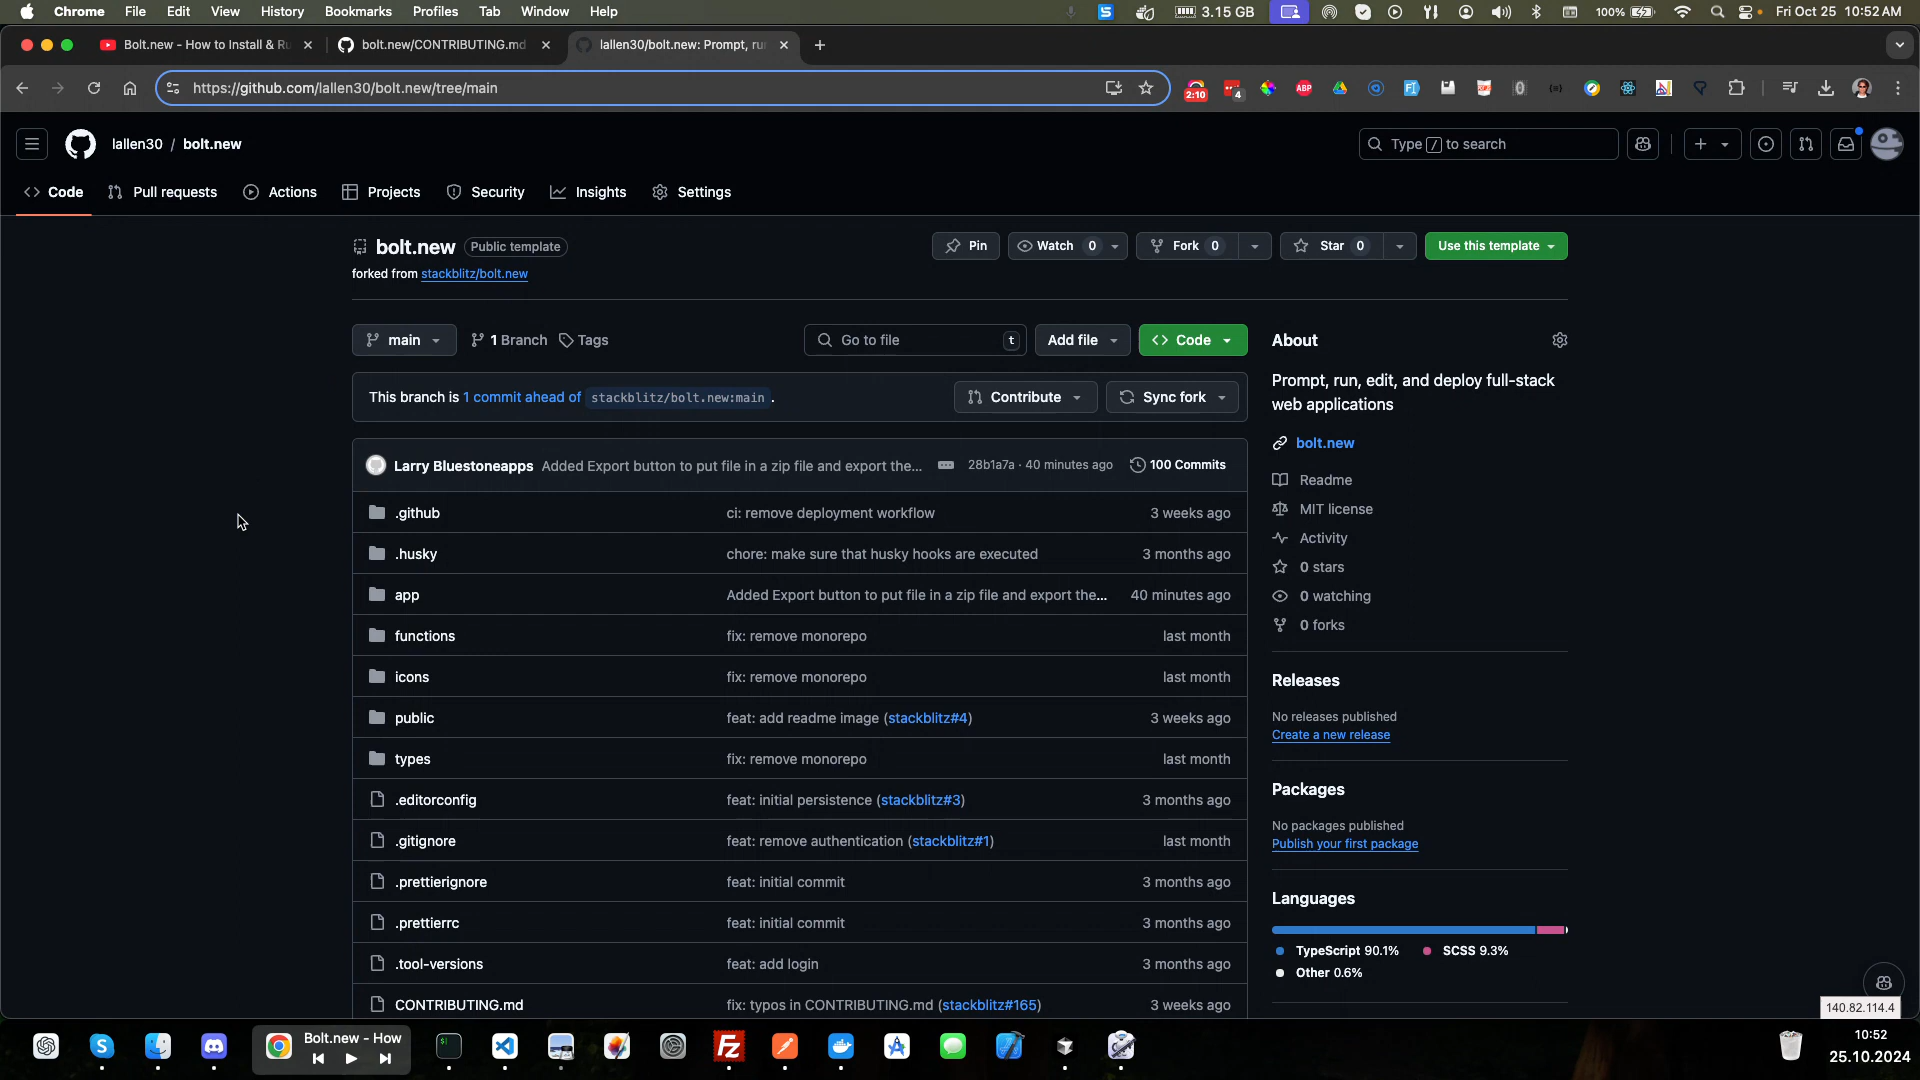 Chrome File Edit View History Bookmarks Profiles Tab Window Help 3.15 GB 100% Fri Oct 25 10:52 AM
Bolt.new - How to Install & Ru
bolt.new/CONTRIBUTING.md
lallen30/bolt.new: Prompt, run
https://github.com/lallen30/bolt.new/tree/main
2:10 4 ABP
lallen30 / bolt.new
Type / to search
Code Pull requests Actions Projects Security Insights Settings
bolt.new Public template
Pin Watch 0 Fork 0 Star 0 Use this template
forked from stackblitz/bolt.new
main 1 Branch Tags Go to file t Add file Code
This branch is 1 commit ahead of stackblitz/bolt.new:main . Contribute Sync fork
Larry Bluestoneapps Added Export button to put file in a zip file and export the... 28b1a7a · 40 minutes ago 100 Commits
.github ci: remove deployment workflow 3 weeks ago
.husky chore: make sure that husky hooks are executed 3 months ago
app Added Export button to put file in a zip file and export the... 40 minutes ago
functions fix: remove monorepo last month
icons fix: remove monorepo last month
public feat: add readme image (stackblitz#4) 3 weeks ago
types fix: remove monorepo last month
.editorconfig feat: initial persistence (stackblitz#3) 3 months ago
.gitignore feat: remove authentication (stackblitz#1) last month
.prettierignore feat: initial commit 3 months ago
.prettierrc feat: initial commit 3 months ago
.tool-versions feat: add login 3 months ago
CONTRIBUTING.md fix: typos in CONTRIBUTING.md (stackblitz#165) 3 weeks ago
About
Prompt, run, edit, and deploy full-stack
web applications
bolt.new
Readme
MIT license
Activity
0 stars
0 watching
0 forks
Releases
No releases published
Create a new release
Packages
No packages published
Publish your first package
Languages
TypeScript 90.1% SCSS 9.3%
Other 0.6%
140.82.114.4
Bolt.new - How
Fz
10:52
25.10.2024